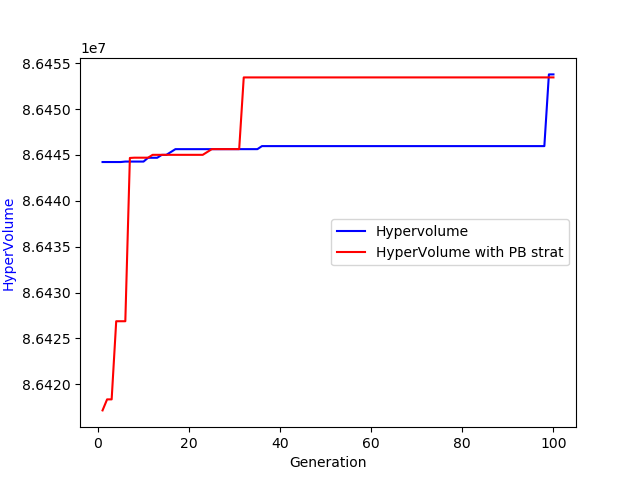 1e7
8.6455
8.6450
8.6445
8.6440
8.6435
8.6430
8.6425
8.6420
HyperVolume
Hypervolume
HyperVolume with PB strat
0 20 40 60 80 100
Generation